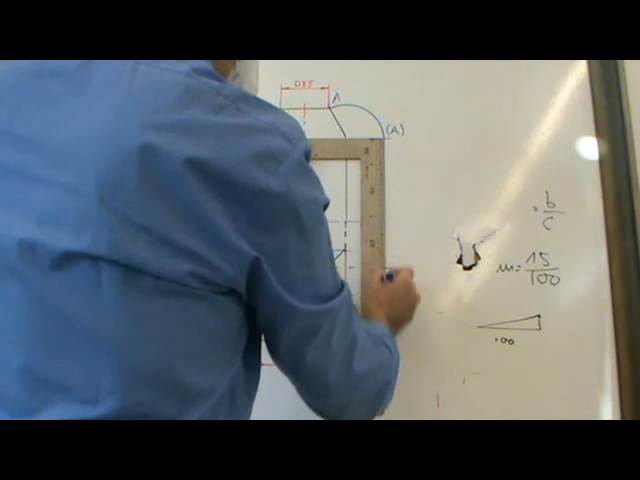 A
(A)
= b/c
m = 15/100
100